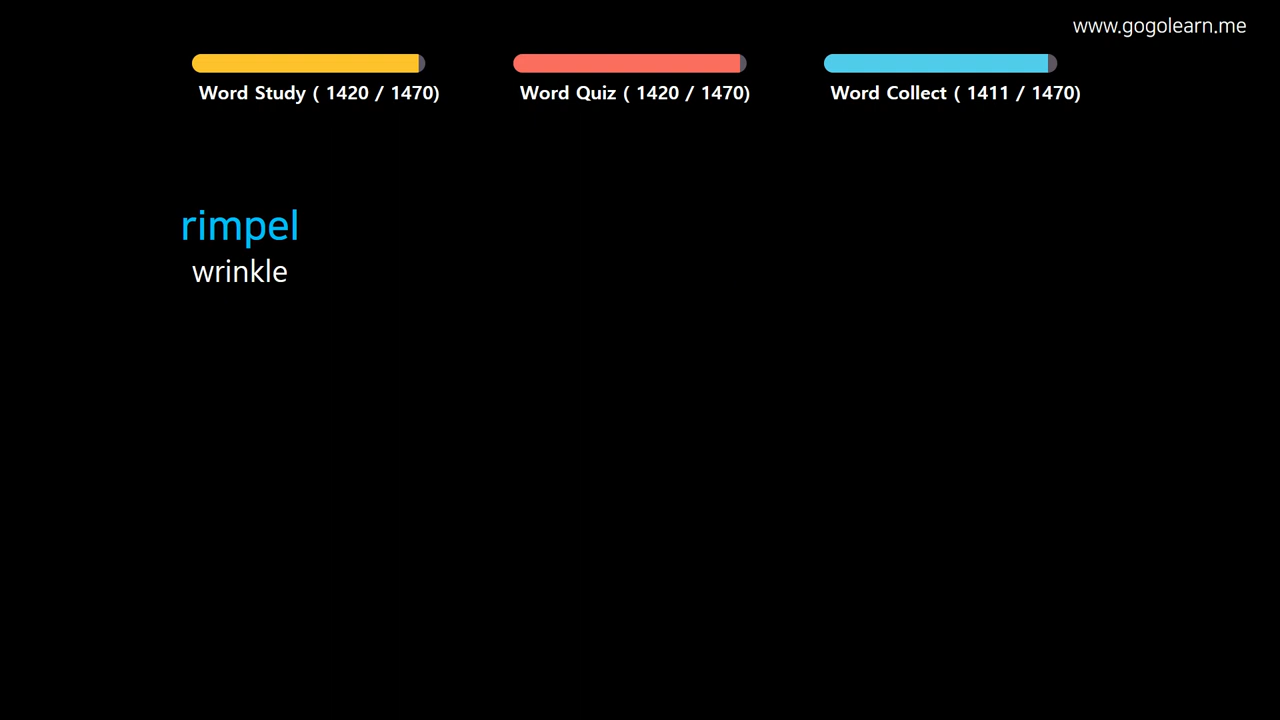 www.gogolearn.me
Word Study ( 1420 / 1470)
Word Quiz ( 1420 / 1470)
Word Collect ( 1411 / 1470)
rimpel
wrinkle